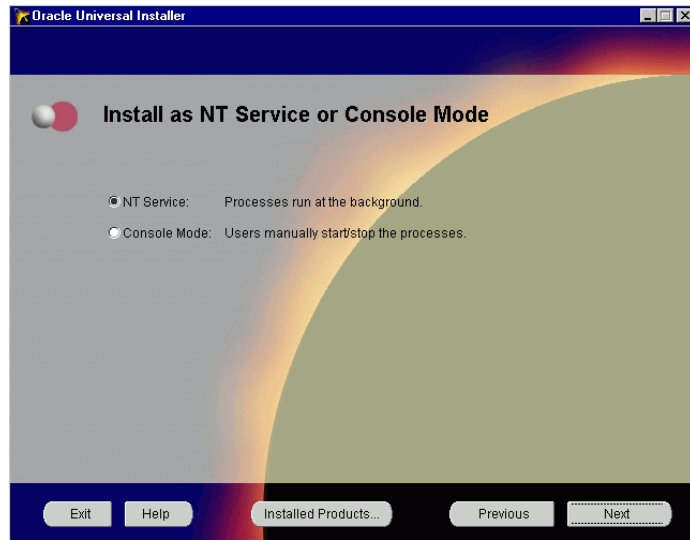 Oracle Universal Installer
Install as NT Service or Console Mode
NT Service: Processes run at the background.
Console Mode: Users manually start/stop the processes.
Exit Help Installed Products... Previous Next